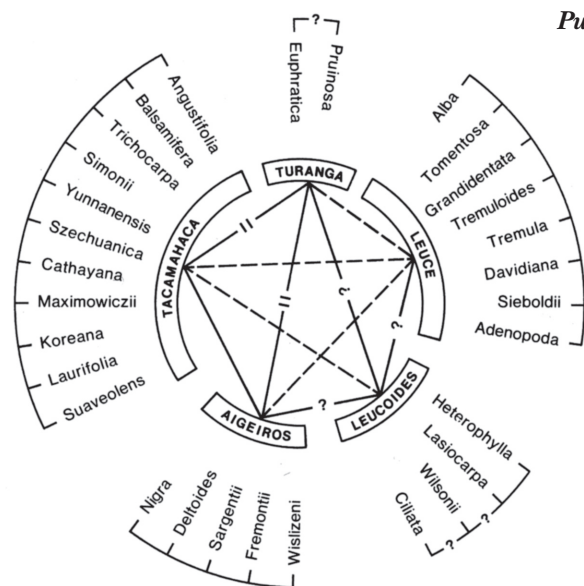 Pu
?
Euphratica
Pruinosa
Angustifolia
Balsamifera
Trichocarpa
Simonii
Yunnanensis
Szechuanica
Cathayana
Maximowiczii
Koreana
Laurifolia
Suaveolens
Alba
Tomentosa
Grandidentata
Tremuloides
Tremula
Davidiana
Sieboldii
Adenopoda
TURANGA
LEUCE
TACAMAHACA
AIGEIROS
LEUCOIDES
=
=
?
?
?
Heterophylla
Lasiocarpa
Wilsonii
Ciliata
?
?
Nigra
Deltoides
Sargentii
Fremontii
Wislizeni